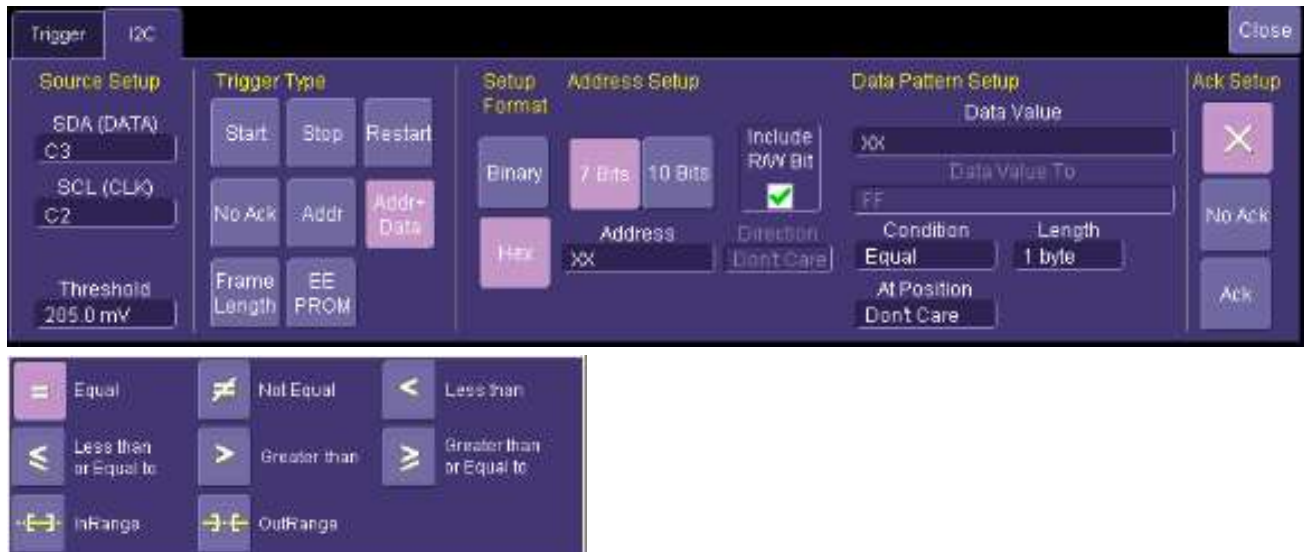 Trigger
I2C
Close
Source Setup
SDA (DATA)
C3
SCL (CLK)
C2
Threshold
205.0 mV
Trigger Type
Start
Stop
Restart
No Ack
Addr
Addr+
Data
Frame
Length
EE
PROM
Setup
Format
Binary
Hex
Address Setup
7 Bits
10 Bits
Include
R/W Bit
Address
XX
Direction
Don't Care
Data Pattern Setup
Data Value
XX
Data Value To
FF
Condition
Equal
Length
1 byte
At Position
Don't Care
Ack Setup
X
No Ack
Ack
= Equal
≠ Not Equal
< Less than
≤ Less than
or Equal to
> Greater than
≥ Greater than
or Equal to
InRange
OutRange